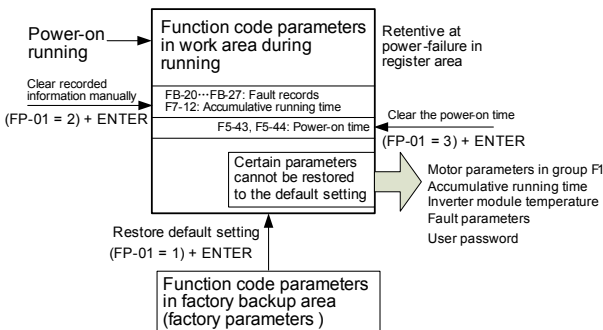 Power-on
running
Function code parameters
in work area during
running
Retentive at
power-failure in
register area
Clear recorded
information manually
(FP-01 = 2) + ENTER
FB-20···FB-27: Fault records
F7-12: Accumulative running time
F5-43, F5-44: Power-on time
Clear the power-on time
(FP-01 = 3) + ENTER
Certain parameters
cannot be restored
to the default setting
Motor parameters in group F1
Accumulative running time
Inverter module temperature
Fault parameters
User password
Restore default setting
(FP-01 = 1) + ENTER
Function code parameters
in factory backup area
(factory parameters )